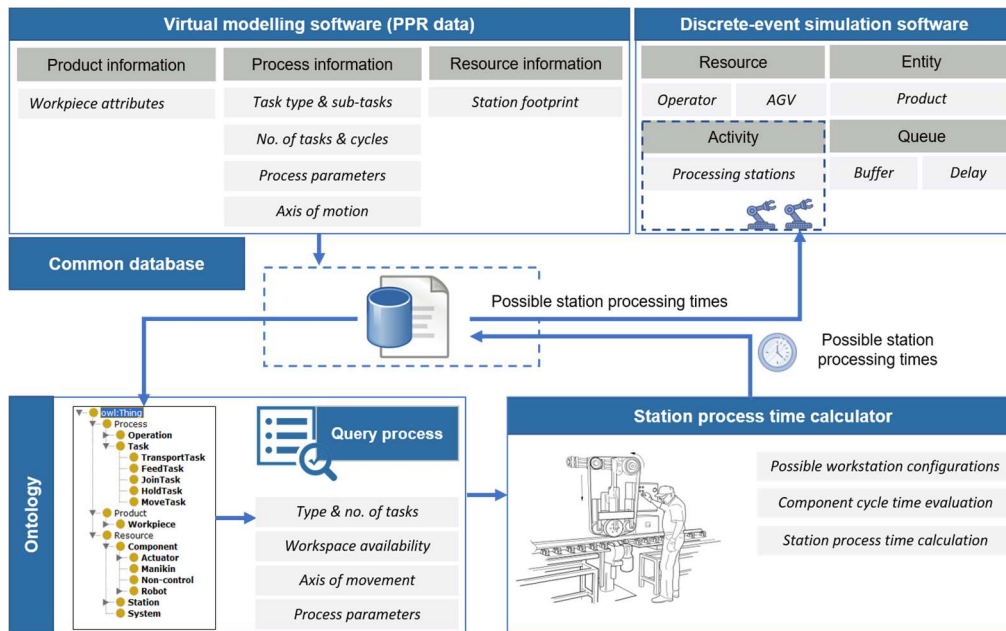 Virtual modelling software (PPR data)
Product information
Workpiece attributes
Process information
Task type & sub-tasks
No. of tasks & cycles
Process parameters
Axis of motion
Resource information
Station footprint
Discrete-event simulation software
Resource
Operator
AGV
Entity
Product
Activity
Processing stations
Queue
Buffer
Delay
Common database
Possible station processing times
Possible station
processing times
Ontology
owl:Thing
Process
Operation
Task
TransportTask
FeedTask
JoinTask
HoldTask
MoveTask
Product
Workpiece
Resource
Component
Actuator
Manikin
Non-control
Robot
Station
System
Query process
Type & no. of tasks
Workspace availability
Axis of movement
Process parameters
Station process time calculator
Possible workstation configurations
Component cycle time evaluation
Station process time calculation